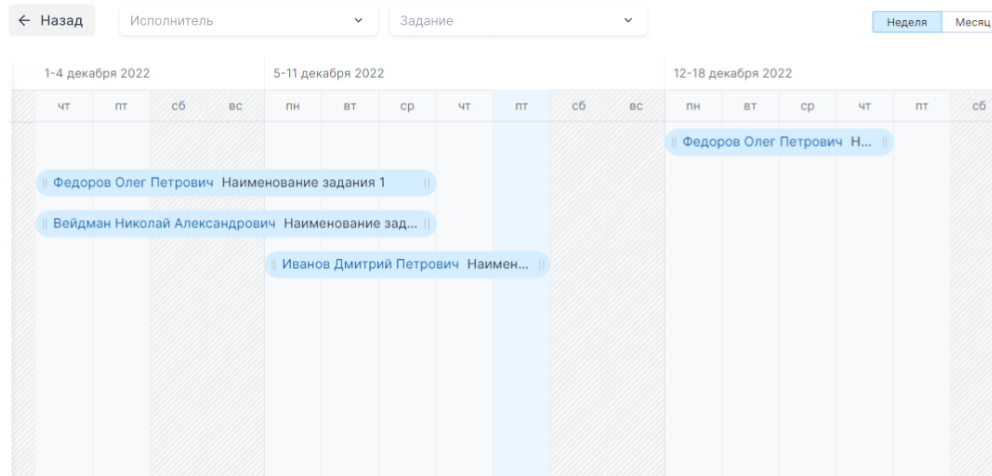 Назад Исполнитель Задание Неделя Месяц
1-4 декабря 2022 5-11 декабря 2022 12-18 декабря 2022
чт пт сб вс пн вт ср чт пт сб вс пн вт ср чт пт сб
Федоров Олег Петрович Н...
Федоров Олег Петрович Наименование задания 1
Вейдман Николай Александрович Наименование зад...
Иванов Дмитрий Петрович Наимен...